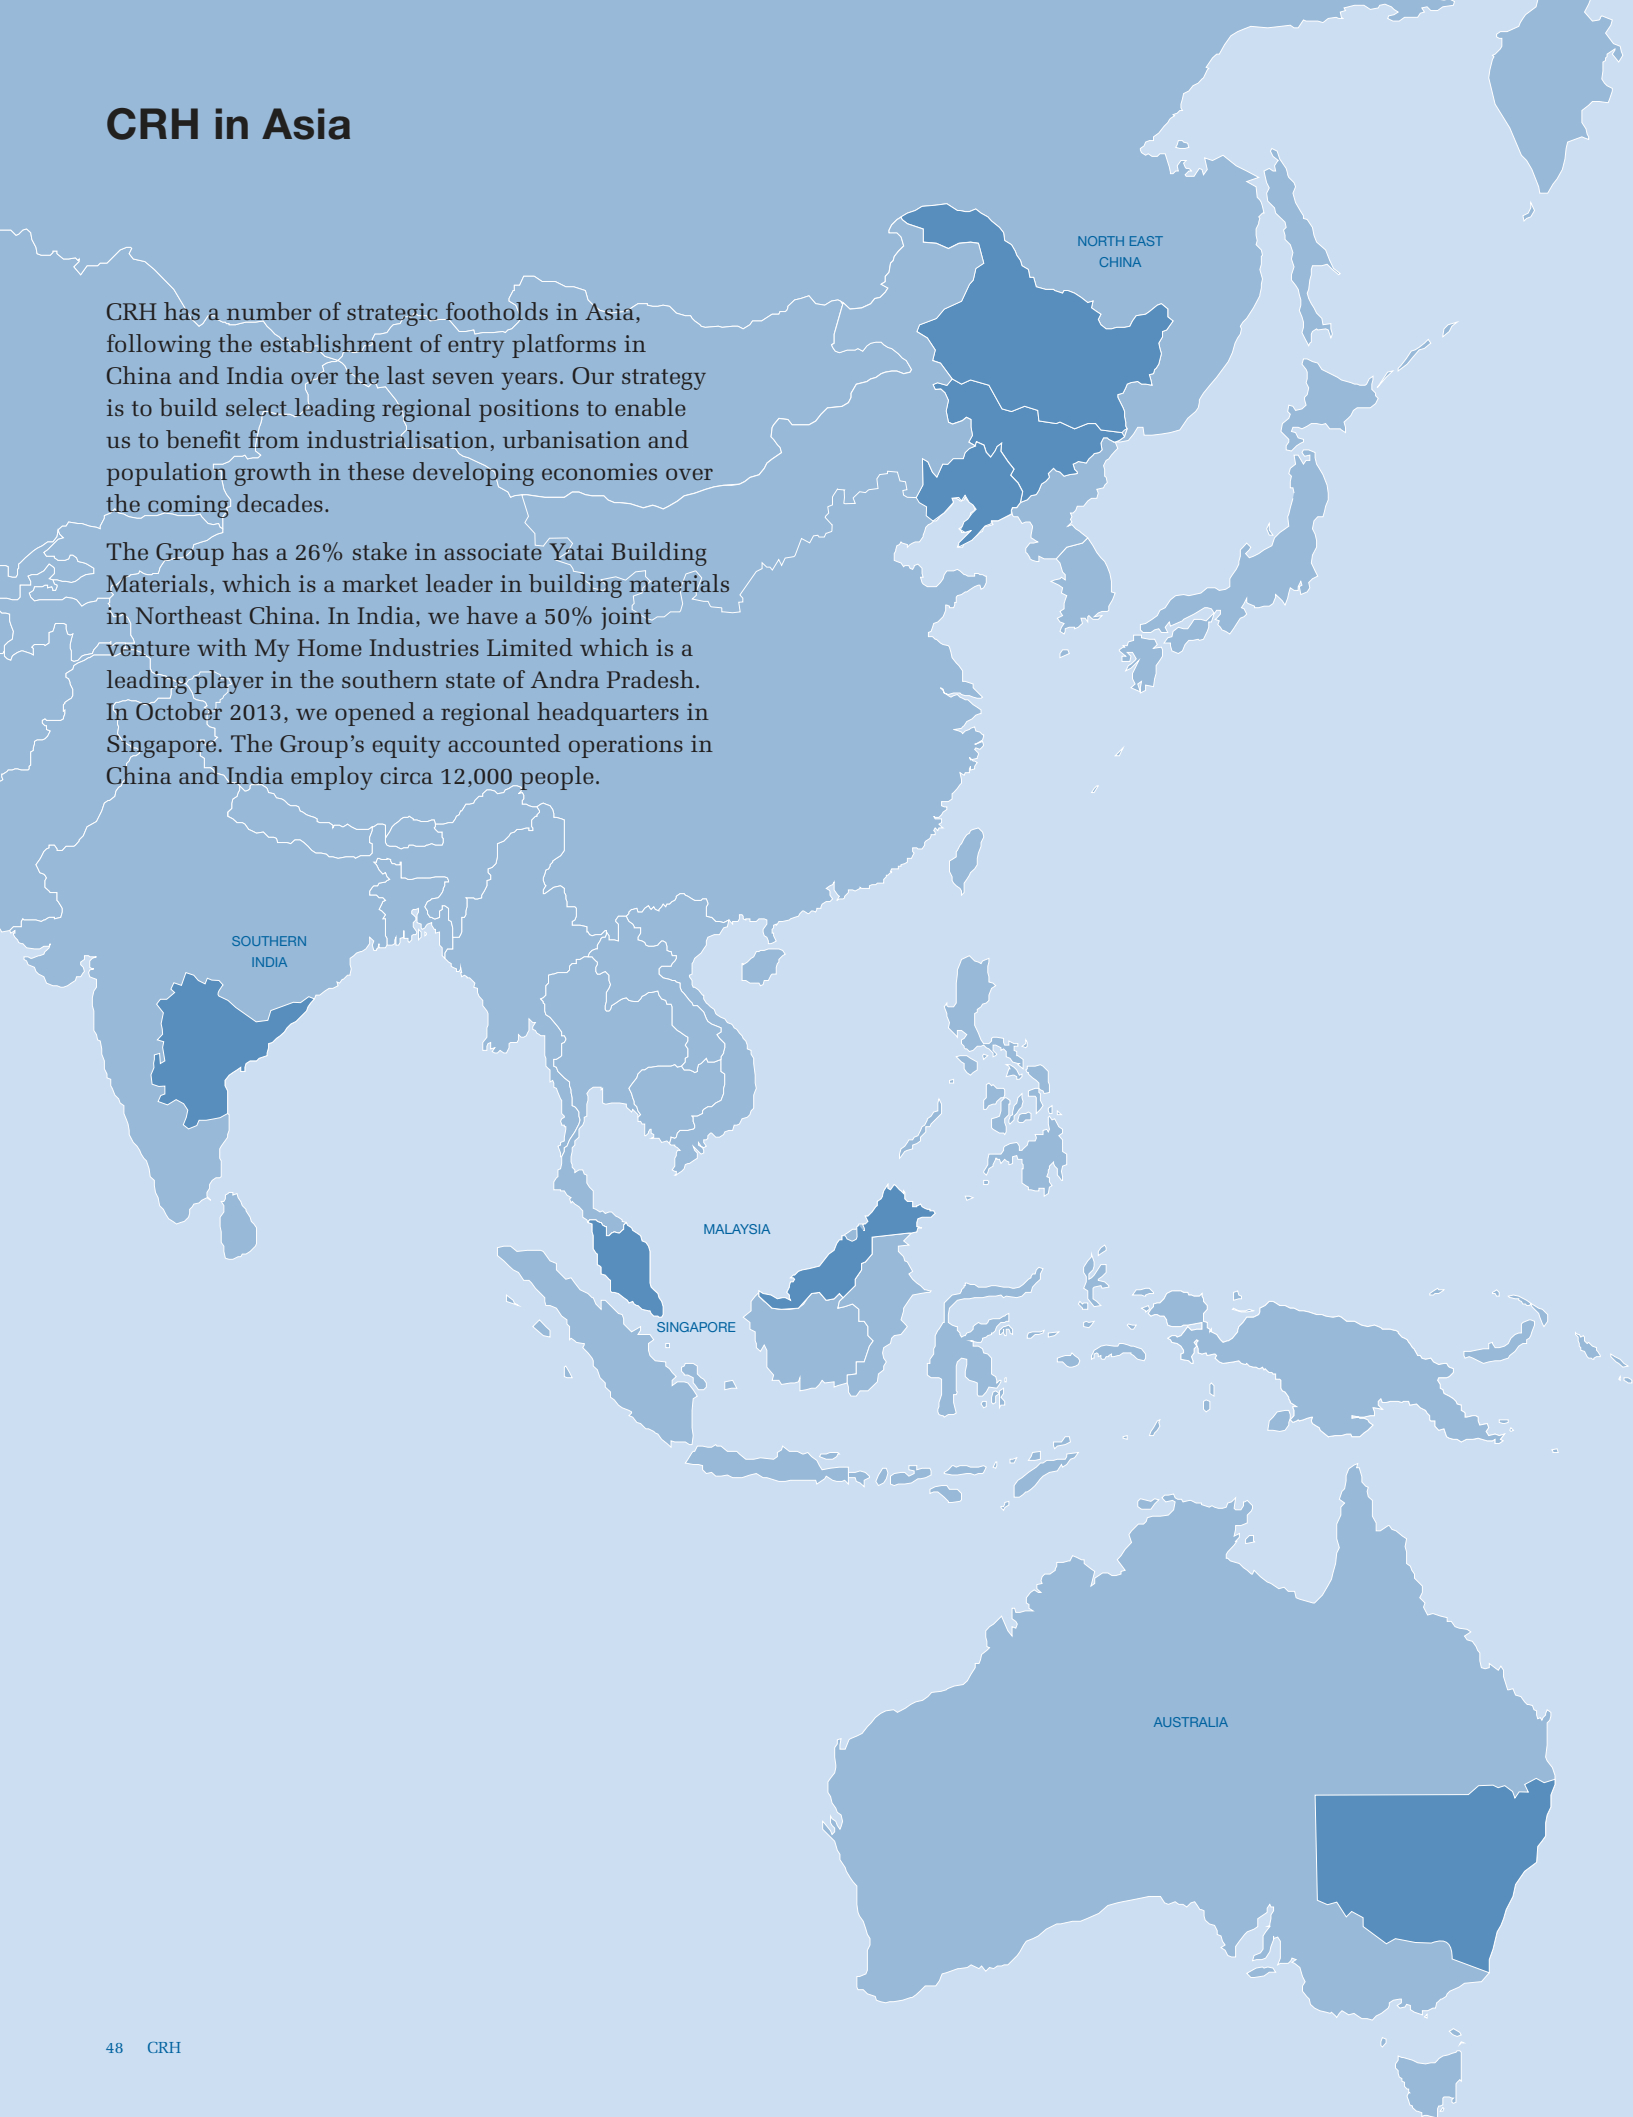 CRH in Asia
NORTH EAST
CHINA
CRH has a number of strategic footholds in Asia,
following the establishment of entry platforms in
China and India over the last seven years. Our strategy
is to build select leading regional positions to enable
us to benefit from industrialisation, urbanisation and
population growth in these developing economies over
the coming decades.
The Group has a 26% stake in associate Yatai Building
Materials, which is a market leader in building materials
in Northeast China. In India, we have a 50% joint
venture with My Home Industries Limited which is a
leading player in the southern state of Andra Pradesh.
In October 2013, we opened a regional headquarters in
Singapore. The Group’s equity accounted operations in
China and India employ circa 12,000 people.
SOUTHERN
INDIA
MALAYSIA
SINGAPORE
AUSTRALIA
48 CRH